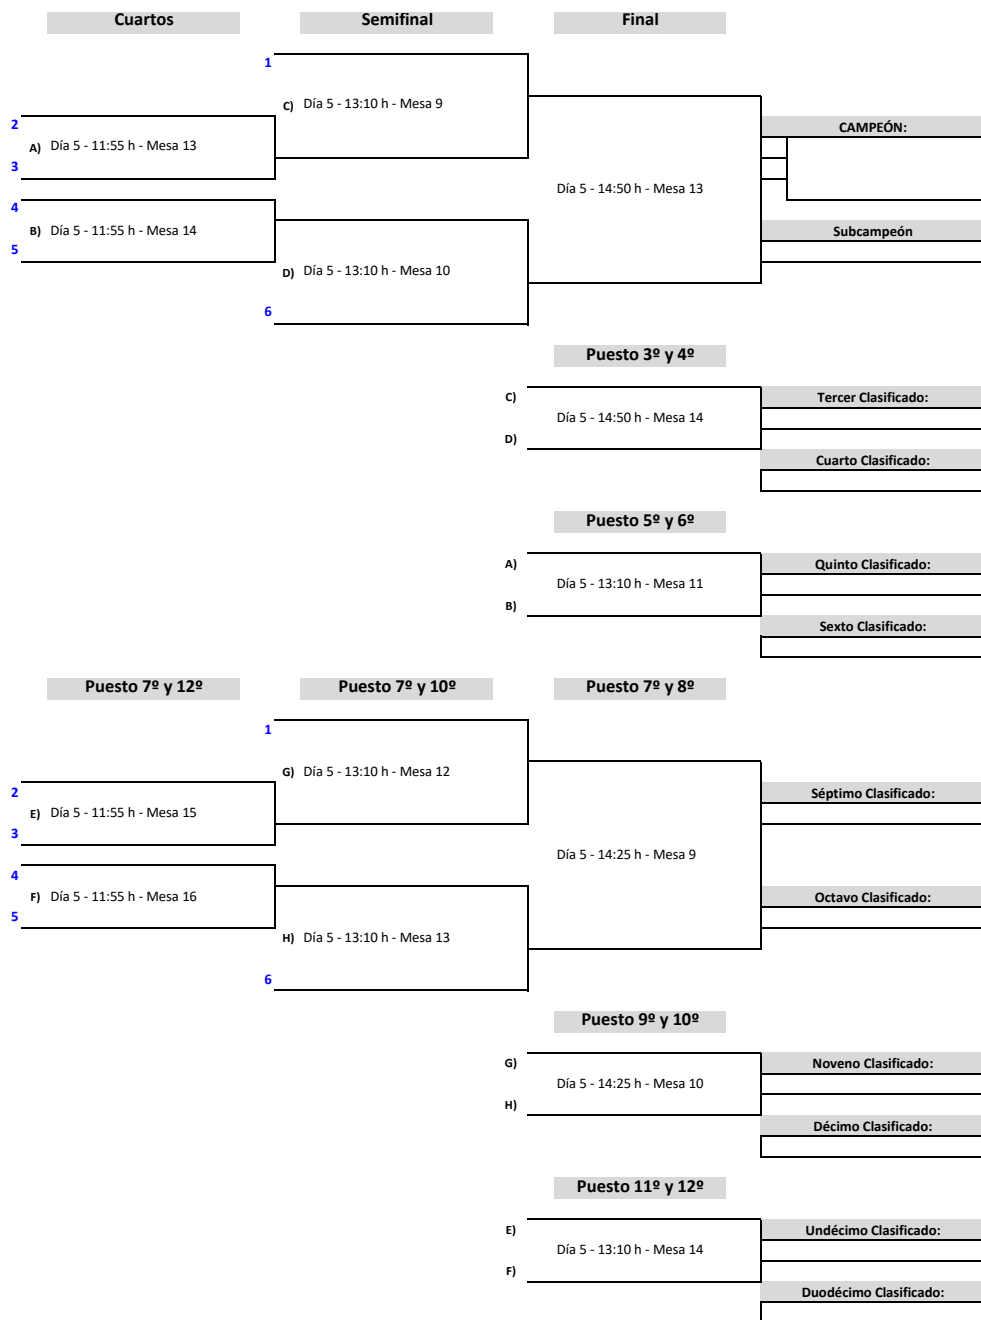 Cuartos Semifinal Final
1
C) Día 5 - 13:10 h - Mesa 9
2
CAMPEÓN:
A) Día 5 - 11:55 h - Mesa 13
3
Día 5 - 14:50 h - Mesa 13
4
B) Día 5 - 11:55 h - Mesa 14
Subcampeón
5
D) Día 5 - 13:10 h - Mesa 10
6
Puesto 3º y 4º
C)
Tercer Clasificado:
Día 5 - 14:50 h - Mesa 14
D)
Cuarto Clasificado:
Puesto 5º y 6º
A)
Quinto Clasificado:
Día 5 - 13:10 h - Mesa 11
B)
Sexto Clasificado:
Puesto 7º y 12º Puesto 7º y 10º Puesto 7º y 8º
1
G) Día 5 - 13:10 h - Mesa 12
2
Séptimo Clasificado:
E) Día 5 - 11:55 h - Mesa 15
3
Día 5 - 14:25 h - Mesa 9
4
F) Día 5 - 11:55 h - Mesa 16
Octavo Clasificado:
5
H) Día 5 - 13:10 h - Mesa 13
6
Puesto 9º y 10º
G)
Noveno Clasificado:
Día 5 - 14:25 h - Mesa 10
H)
Décimo Clasificado:
Puesto 11º y 12º
E)
Undécimo Clasificado:
Día 5 - 13:10 h - Mesa 14
F)
Duodécimo Clasificado: